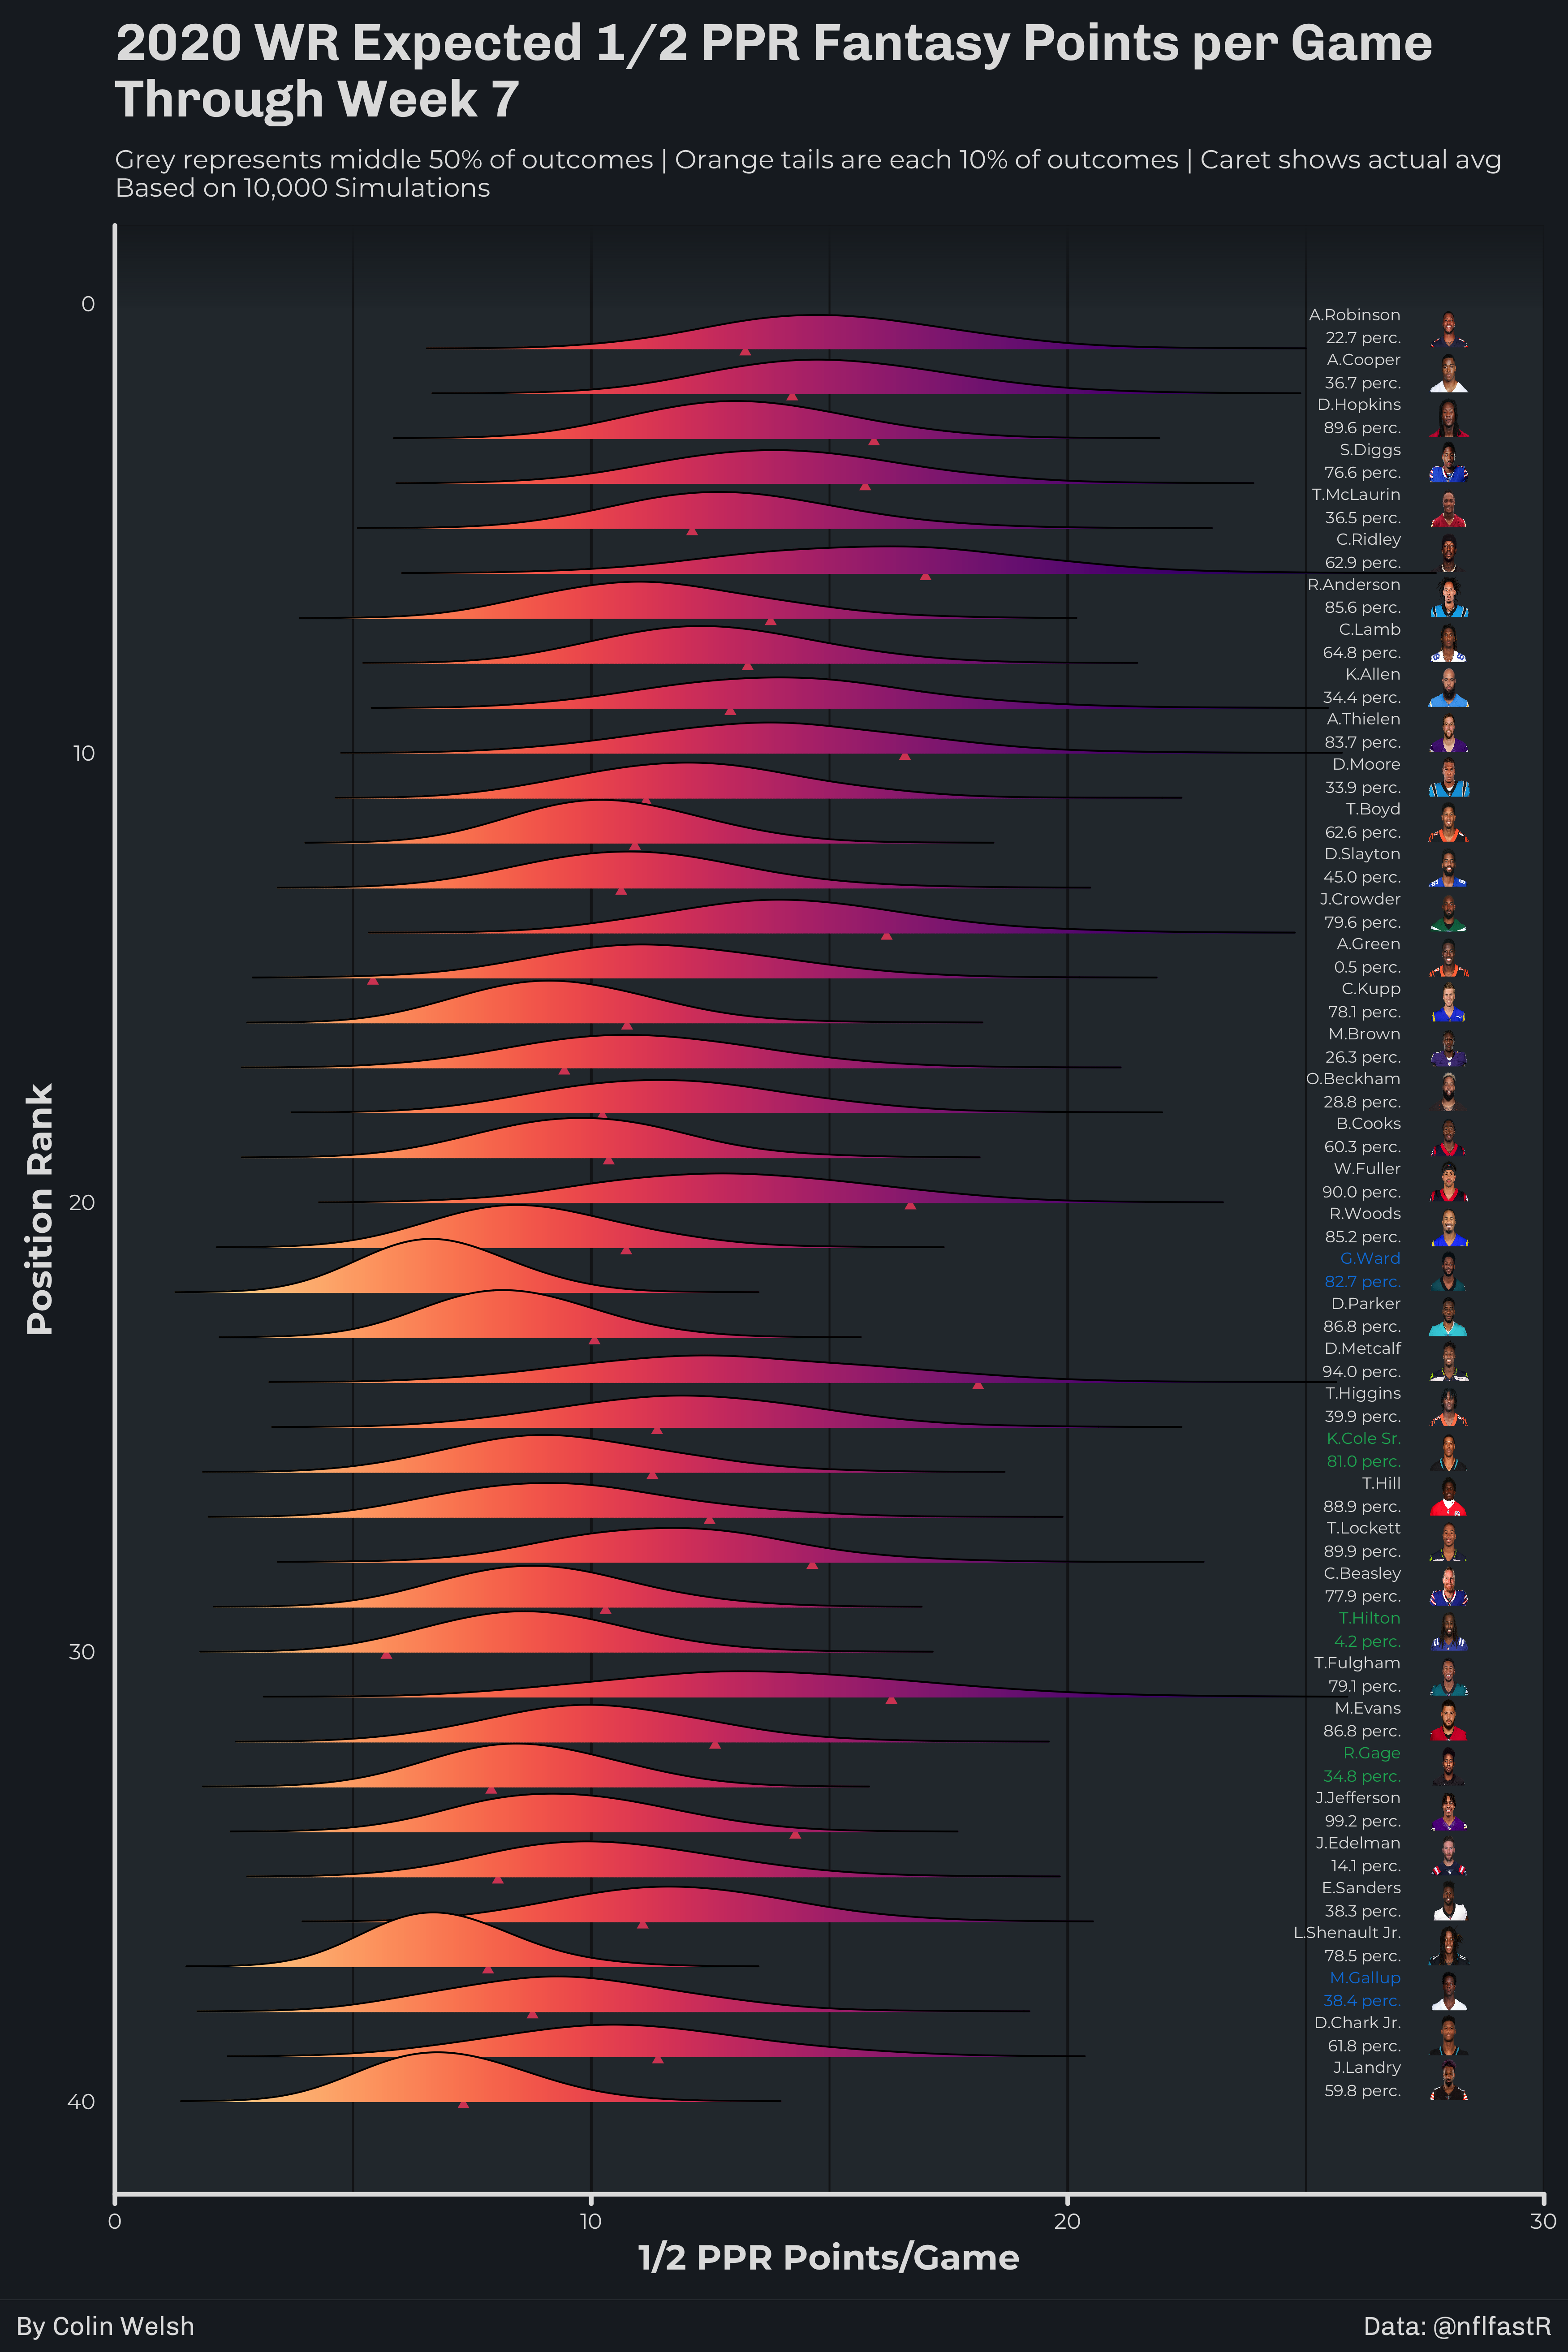 2020 WR Expected 1/2 PPR Fantasy Points per Game
Through Week 7
Grey represents middle 50% of outcomes | Orange tails are each 10% of outcomes | Caret shows actual avg
Based on 10,000 Simulations
0
A.Robinson
22.7 perc.
A.Cooper
36.7 perc.
D.Hopkins
89.6 perc.
S.Diggs
76.6 perc.
T.McLaurin
36.5 perc.
C.Ridley
62.9 perc.
R.Anderson
85.6 perc.
C.Lamb
64.8 perc.
K.Allen
34.4 perc.
A.Thielen
83.7 perc.
10
D.Moore
33.9 perc.
T.Boyd
62.6 perc.
D.Slayton
45.0 perc.
J.Crowder
79.6 perc.
A.Green
0.5 perc.
C.Kupp
78.1 perc.
M.Brown
26.3 perc.
O.Beckham
28.8 perc.
B.Cooks
60.3 perc.
W.Fuller
90.0 perc.
20
R.Woods
85.2 perc.
G.Ward
82.7 perc.
D.Parker
86.8 perc.
D.Metcalf
94.0 perc.
T.Higgins
39.9 perc.
K.Cole Sr.
81.0 perc.
T.Hill
88.9 perc.
T.Lockett
89.9 perc.
C.Beasley
77.9 perc.
T.Hilton
4.2 perc.
30
T.Fulgham
79.1 perc.
M.Evans
86.8 perc.
R.Gage
34.8 perc.
J.Jefferson
99.2 perc.
J.Edelman
14.1 perc.
E.Sanders
38.3 perc.
L.Shenault Jr.
78.5 perc.
M.Gallup
38.4 perc.
D.Chark Jr.
61.8 perc.
J.Landry
59.8 perc.
40
Position Rank
0 10 20 30
1/2 PPR Points/Game
By Colin Welsh
Data: @nflfastR